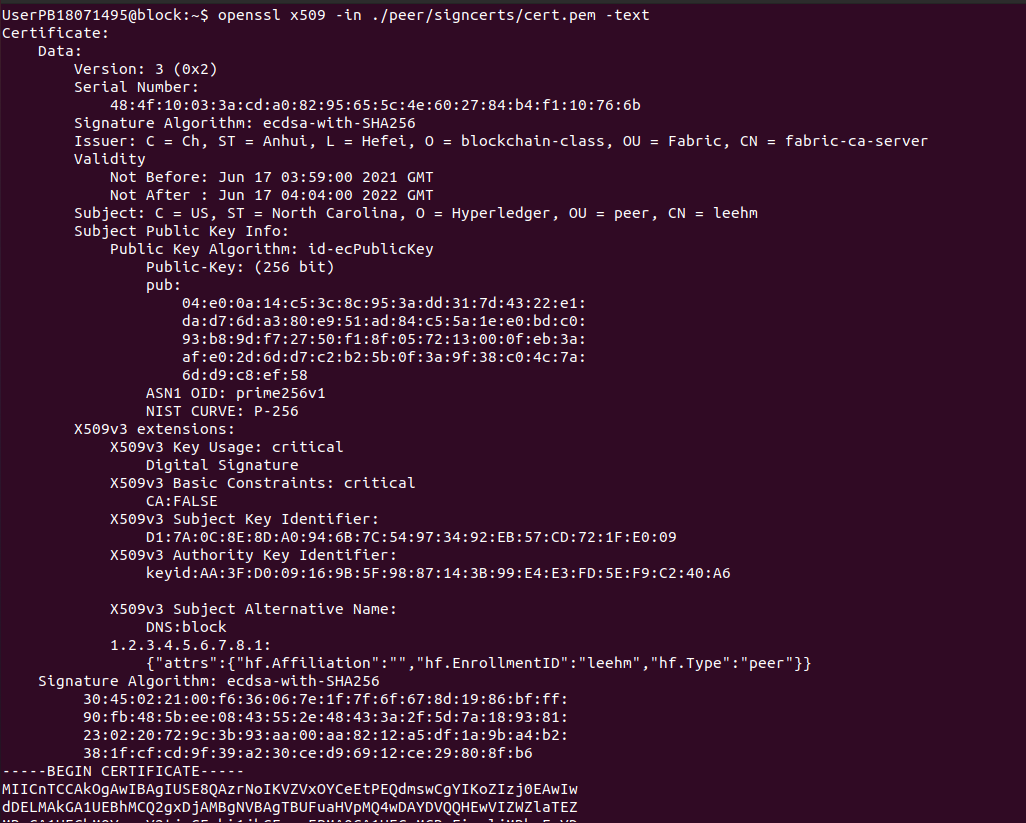 UserPB18071495@block:~$ openssl x509 -in ./peer/signcerts/cert.pem -text
Certificate:
    Data:
        Version: 3 (0x2)
        Serial Number:
            48:4f:10:03:3a:cd:a0:82:95:65:5c:4e:60:27:84:b4:f1:10:76:6b
        Signature Algorithm: ecdsa-with-SHA256
        Issuer: C = Ch, ST = Anhui, L = Hefei, O = blockchain-class, OU = Fabric, CN = fabric-ca-server
        Validity
            Not Before: Jun 17 03:59:00 2021 GMT
            Not After : Jun 17 04:04:00 2022 GMT
        Subject: C = US, ST = North Carolina, O = Hyperledger, OU = peer, CN = leehm
        Subject Public Key Info:
            Public Key Algorithm: id-ecPublicKey
                Public-Key: (256 bit)
                pub:
                    04:e0:0a:14:c5:3c:8c:95:3a:dd:31:7d:43:22:e1:
                    da:d7:6d:a3:80:e9:51:ad:84:c5:5a:1e:e0:bd:c0:
                    93:b8:9d:f7:27:50:f1:8f:05:72:13:00:0f:eb:3a:
                    af:e0:2d:6d:d7:c2:b2:5b:0f:3a:9f:38:c0:4c:7a:
                    6d:d9:c8:ef:58
                ASN1 OID: prime256v1
                NIST CURVE: P-256
        X509v3 extensions:
            X509v3 Key Usage: critical
                Digital Signature
            X509v3 Basic Constraints: critical
                CA:FALSE
            X509v3 Subject Key Identifier:
                D1:7A:0C:8E:8D:A0:94:6B:7C:54:97:34:92:EB:57:CD:72:1F:E0:09
            X509v3 Authority Key Identifier:
                keyid:AA:3F:D0:09:16:9B:5F:98:87:14:3B:99:E4:E3:FD:5E:F9:C2:40:A6
            X509v3 Subject Alternative Name:
                DNS:block
            1.2.3.4.5.6.7.8.1:
                {"attrs":{"hf.Affiliation":"","hf.EnrollmentID":"leehm","hf.Type":"peer"}}
    Signature Algorithm: ecdsa-with-SHA256
         30:45:02:21:00:f6:36:06:7e:1f:7f:6f:67:8d:19:86:bf:ff:
         90:fb:48:5b:ee:08:43:55:2e:48:43:3a:2f:5d:7a:18:93:81:
         23:02:20:72:9c:3b:93:aa:00:aa:82:12:a5:df:1a:9b:a4:b2:
         38:1f:cf:cd:9f:39:a2:30:ce:d9:69:12:ce:29:80:8f:b6
-----BEGIN CERTIFICATE-----
MIICnTCCAkOgAwIBAgIUSE8QAzrNoIKVZVxOYCeEtPEQdmswCgYIKoZIzj0EAwIw
dDELMAkGA1UEBhMCQ2gxDjAMBgNVBAgTBUFuaHVpMQ4wDAYDVQQHEwVIZWZlaTEZ